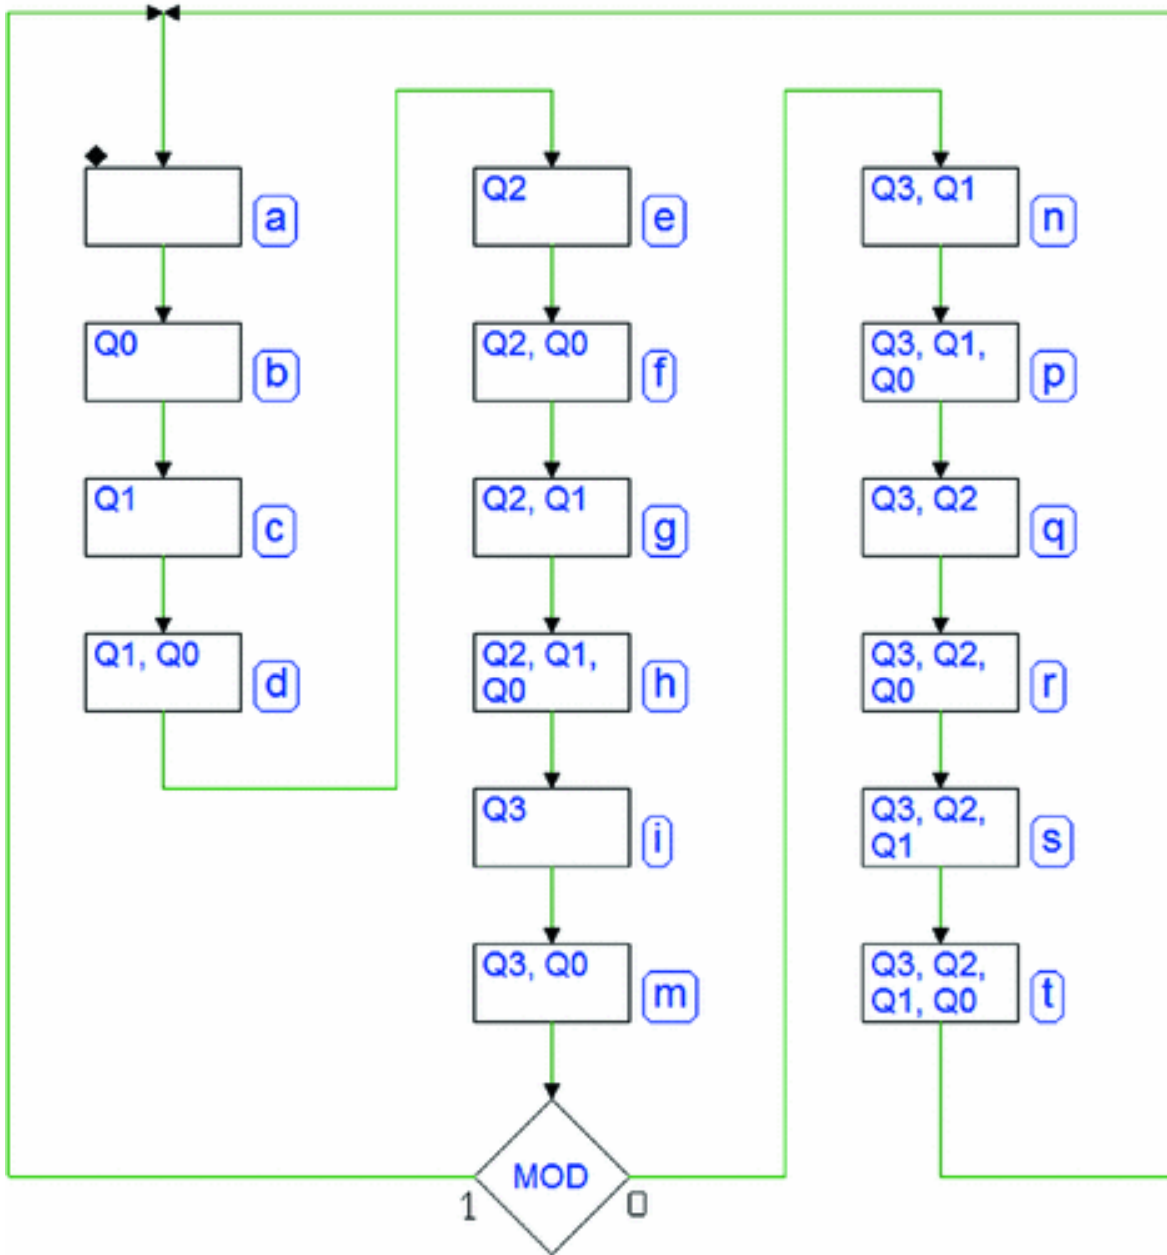 a
Q0
b
Q1
c
Q1, Q0
d
Q2
e
Q2, Q0
f
Q2, Q1
g
Q2, Q1,
Q0
h
Q3
i
Q3, Q0
m
MOD
1
0
Q3, Q1
n
Q3, Q1,
Q0
p
Q3, Q2
q
Q3, Q2,
Q0
r
Q3, Q2,
Q1
s
Q3, Q2,
Q1, Q0
t